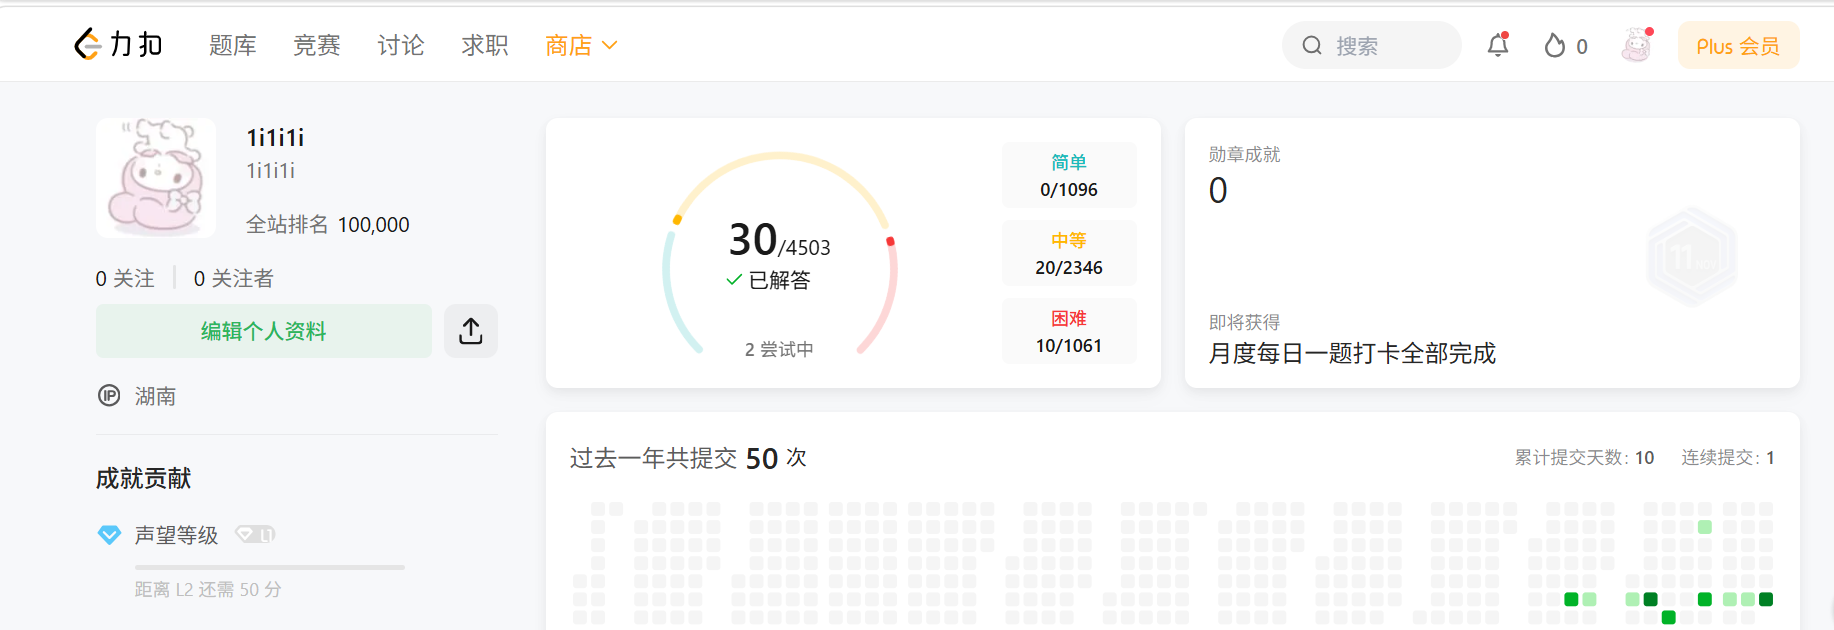 力扣 题库 竞赛 讨论 求职 商店 搜索 0 Plus 会员
1i1i1i
1i1i1i
全站排名 100,000
0 关注 0 关注者
编辑个人资料
IP 湖南
成就贡献
声望等级 L1
距离 L2 还需 50 分
30/4503
已解答
2 尝试中
简单
0/1096
中等
20/2346
困难
10/1061
勋章成就
0
11 NOV
即将获得
月度每日一题打卡全部完成
过去一年共提交 50 次
累计提交天数: 10 连续提交: 1